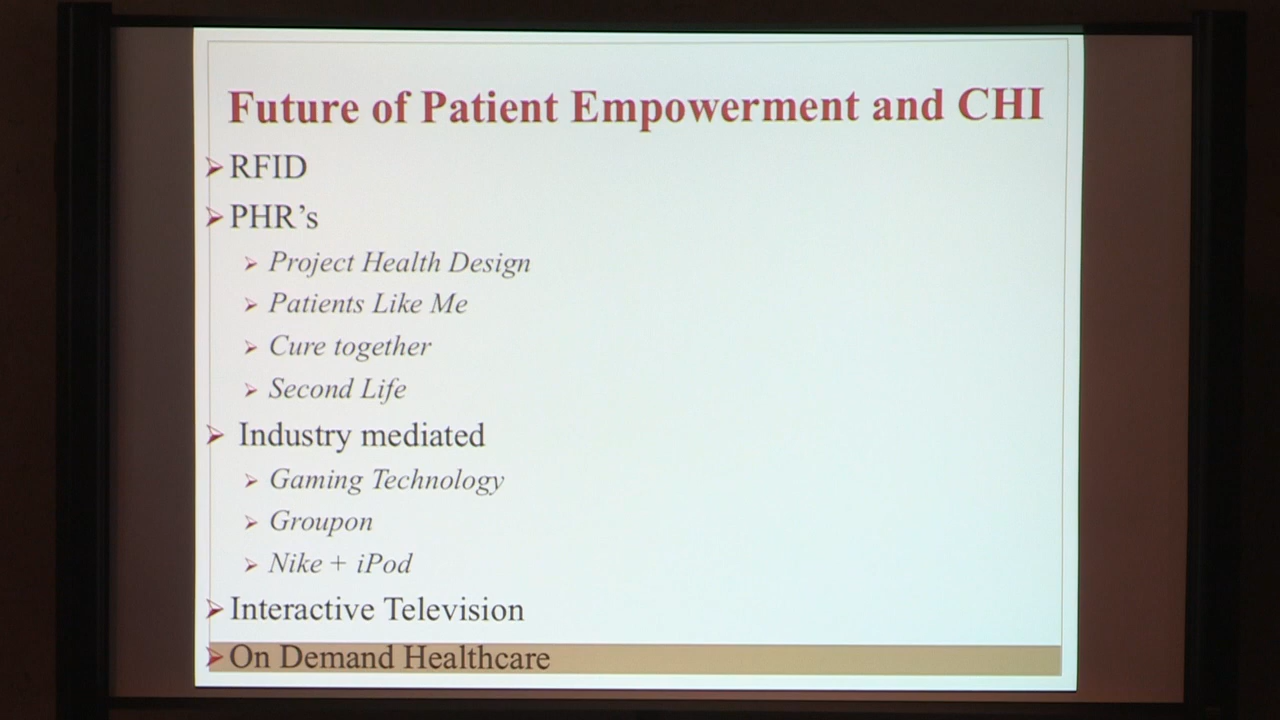 Future of Patient Empowerment and CHI
RFID
PHR's
Project Health Design
Patients Like Me
Cure together
Second Life
Industry mediated
Gaming Technology
Groupon
Nike + iPod
Interactive Television
On Demand Healthcare